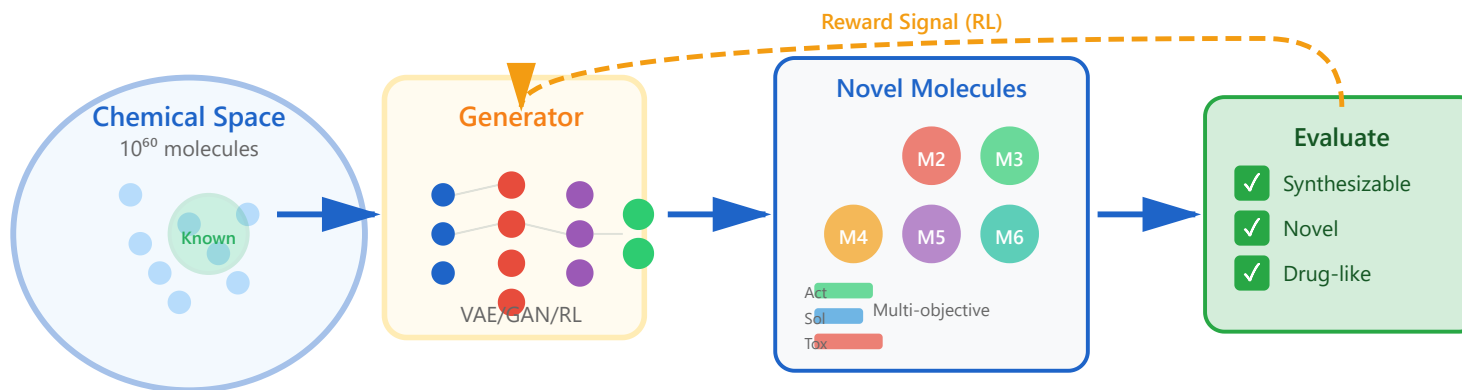 Reward Signal (RL)
Chemical Space
10⁶⁰ molecules
Known
Generator
VAE/GAN/RL
Novel Molecules
M2 M3
M4 M5 M6
Act
Sol
Tox
Multi-objective
Evaluate
✓ Synthesizable
✓ Novel
✓ Drug-like